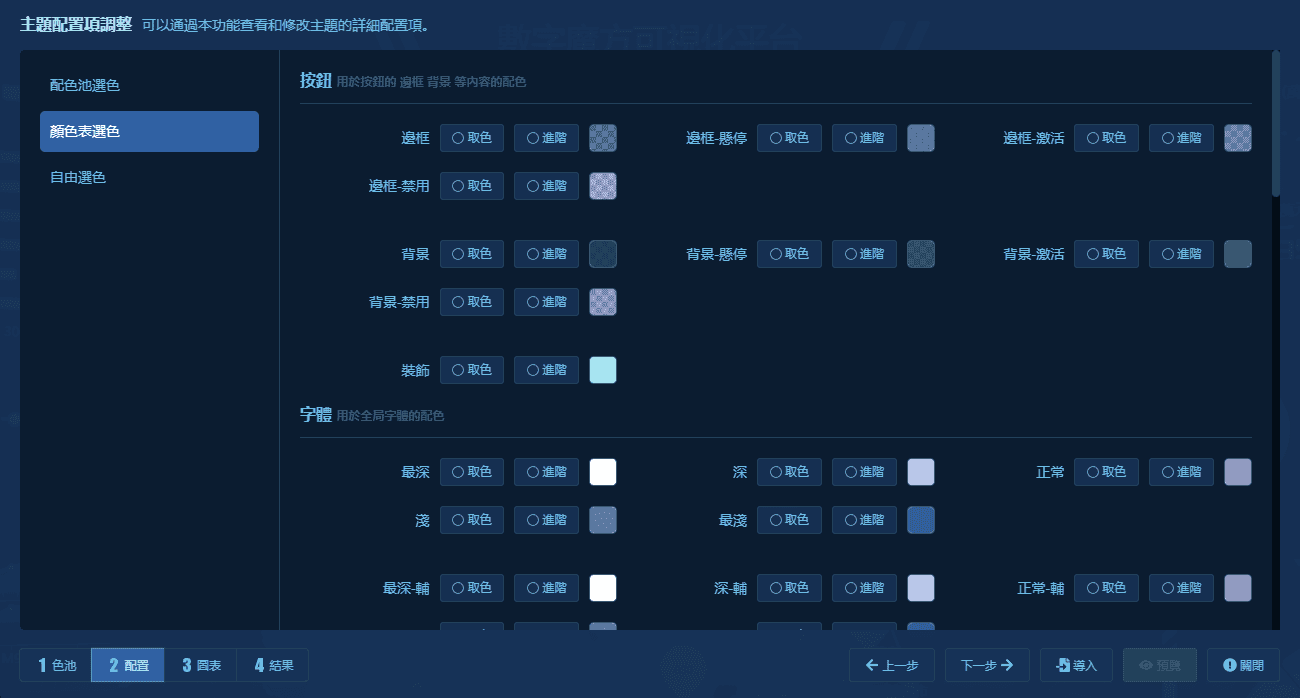 數字魔方可視化平台
主題配置項調整 可以通過本功能查看和修改主題的詳細配置項。
配色池選色
顏色表選色
自由選色
按鈕 用於按鈕的 邊框 背景 等內容的配色
邊框 取色 進階 邊框-懸停 取色 進階 邊框-激活 取色 進階
邊框-禁用 取色 進階
背景 取色 進階 背景-懸停 取色 進階 背景-激活 取色 進階
背景-禁用 取色 進階
裝飾 取色 進階
字體 用於全局字體的配色
最深 取色 進階 深 取色 進階 正常 取色 進階
淺 取色 進階 最淺 取色 進階
最深-輔 取色 進階 深-輔 取色 進階 正常-輔 取色 進階
1 色池 2 配置 3 圖表 4 結果 上一步 下一步 導入 預覽 關閉